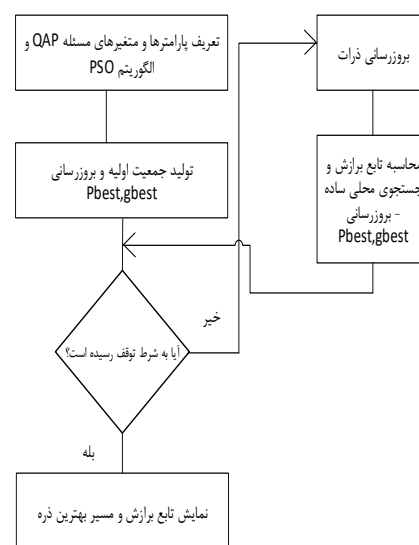 تعریف پارامترها و متغیرهای مسئله QAP و
الگوریتم PSO
تولید جمعیت اولیه و بروزرسانی
Pbest,gbest
آیا به شرط توقف رسیده است؟
خیر
بله
نمایش تابع برازش و مسیر بهترین ذره
بروزرسانی ذرات
محاسبه تابع برازش و
جستجوی محلی ساده
- بروزرسانی
Pbest,gbest